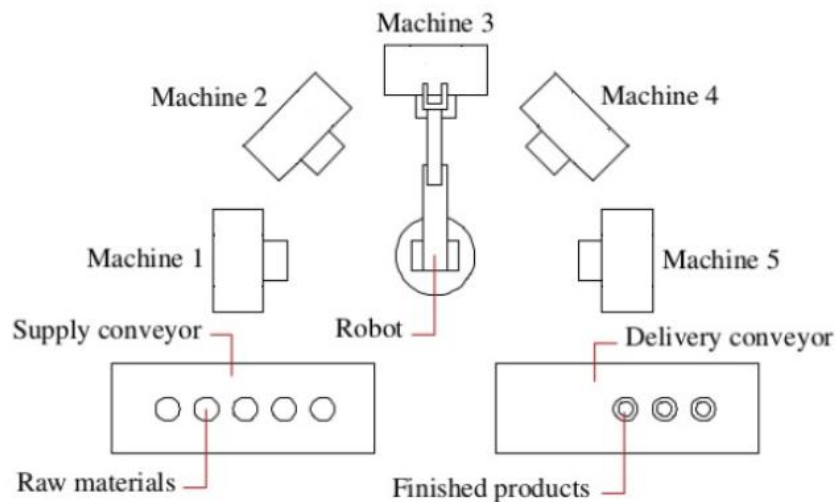 Machine 3
Machine 2
Machine 4
Machine 1
Machine 5
Robot
Supply conveyor
Delivery conveyor
Raw materials
Finished products